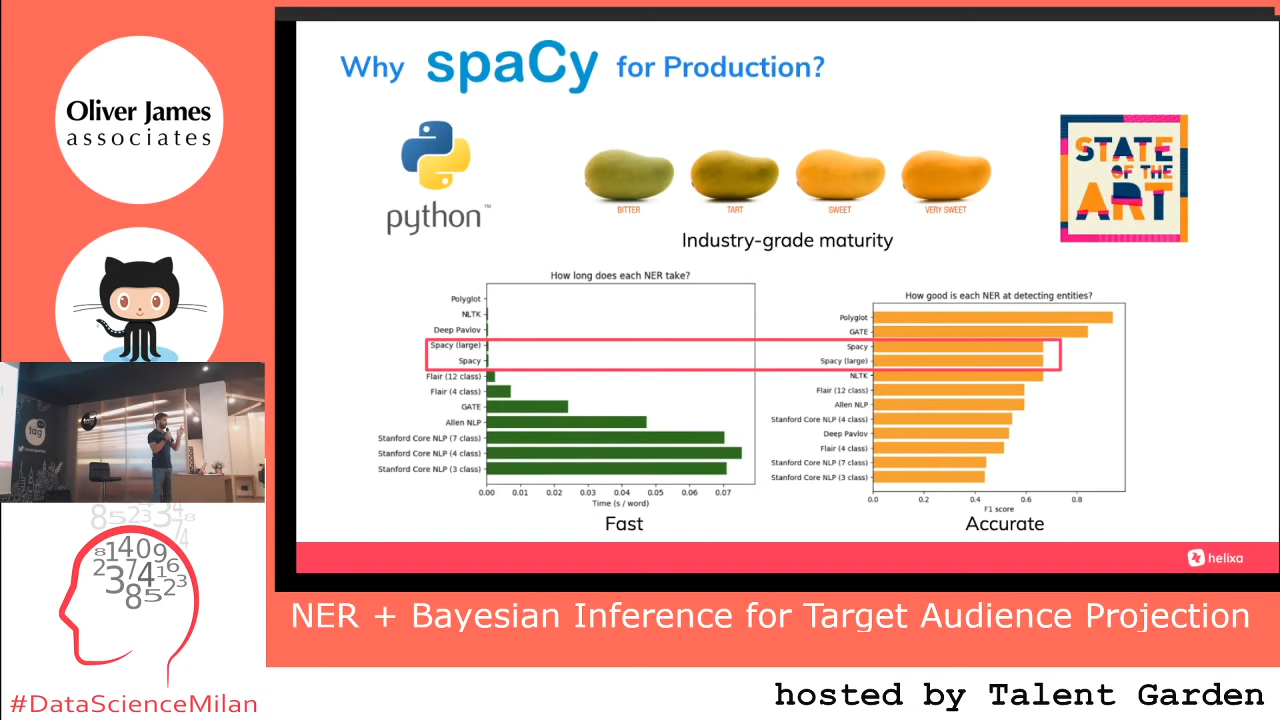 Oliver James
associates
Why spaCy for Production?
python™
BITTER
TART
SWEET
VERY SWEET
STATE
OF THE
ART
Industry-grade maturity
How long does each NER take?
Polyglot
NLTK
Deep Pavlov
Spacy (large)
Spacy
Flair (12 class)
Flair (4 class)
GATE
Allen NLP
Stanford Core NLP (7 class)
Stanford Core NLP (4 class)
Stanford Core NLP (3 class)
0.00 0.01 0.02 0.03 0.04 0.05 0.06 0.07
Time (s / word)
Fast
How good is each NER at detecting entities?
Polyglot
GATE
Spacy
Spacy (large)
NLTK
Flair (12 class)
Allen NLP
Stanford Core NLP (4 class)
Deep Pavlov
Flair (4 class)
Stanford Core NLP (7 class)
Stanford Core NLP (3 class)
0.0 0.2 0.4 0.6 0.8
F1 score
Accurate
helixa
tag
NER + Bayesian Inference for Target Audience Projection
#DataScienceMilan
hosted by Talent Garden